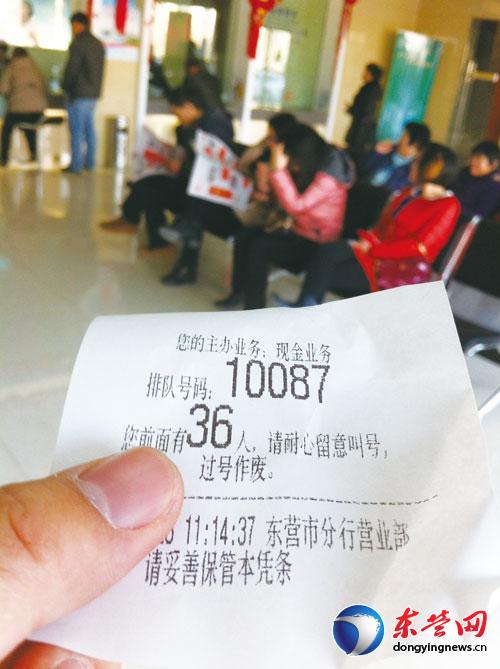 您的主办业务：现金业务
排队号码：10087
您前面有36人，请耐心留意叫号，
过号作废。
11:14:37 东营市分行营业部
请妥善保管本凭条
东营网
dongyingnews.cn